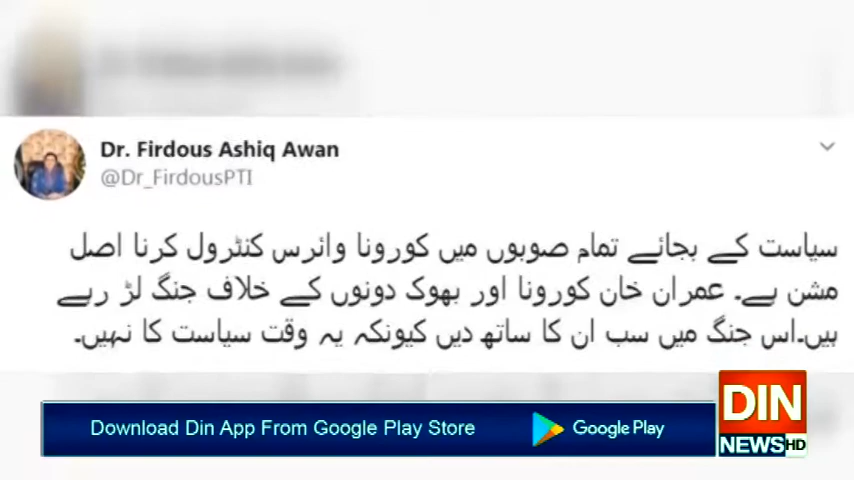 Dr. Firdous Ashiq Awan
@Dr_FirdousPTI
سیاست کے بجائے تمام صوبوں میں کورونا وائرس کنٹرول کرنا اصل
مشن ہے۔ عمران خان کورونا اور بھوک دونوں کے خلاف جنگ لڑ رہے
ہیں۔اس جنگ میں سب ان کا ساتھ دیں کیونکہ یہ وقت سیاست کا نہیں۔
Download Din App From Google Play Store
Google Play
DIN
NEWS HD